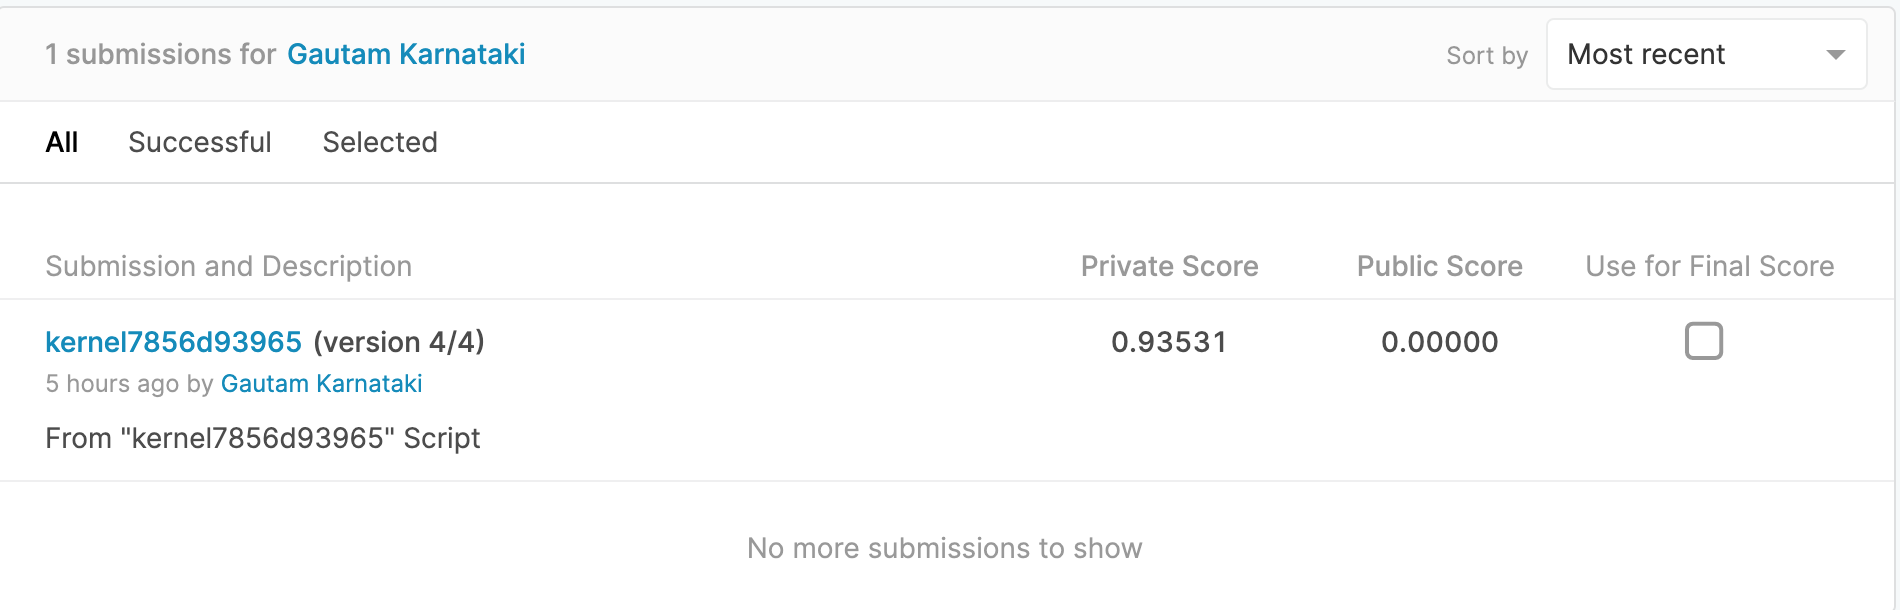 1 submissions for Gautam Karnataki
Sort by Most recent
All Successful Selected
Submission and Description Private Score Public Score Use for Final Score
kernel7856d93965 (version 4/4) 0.93531 0.00000
5 hours ago by Gautam Karnataki
From "kernel7856d93965" Script
No more submissions to show